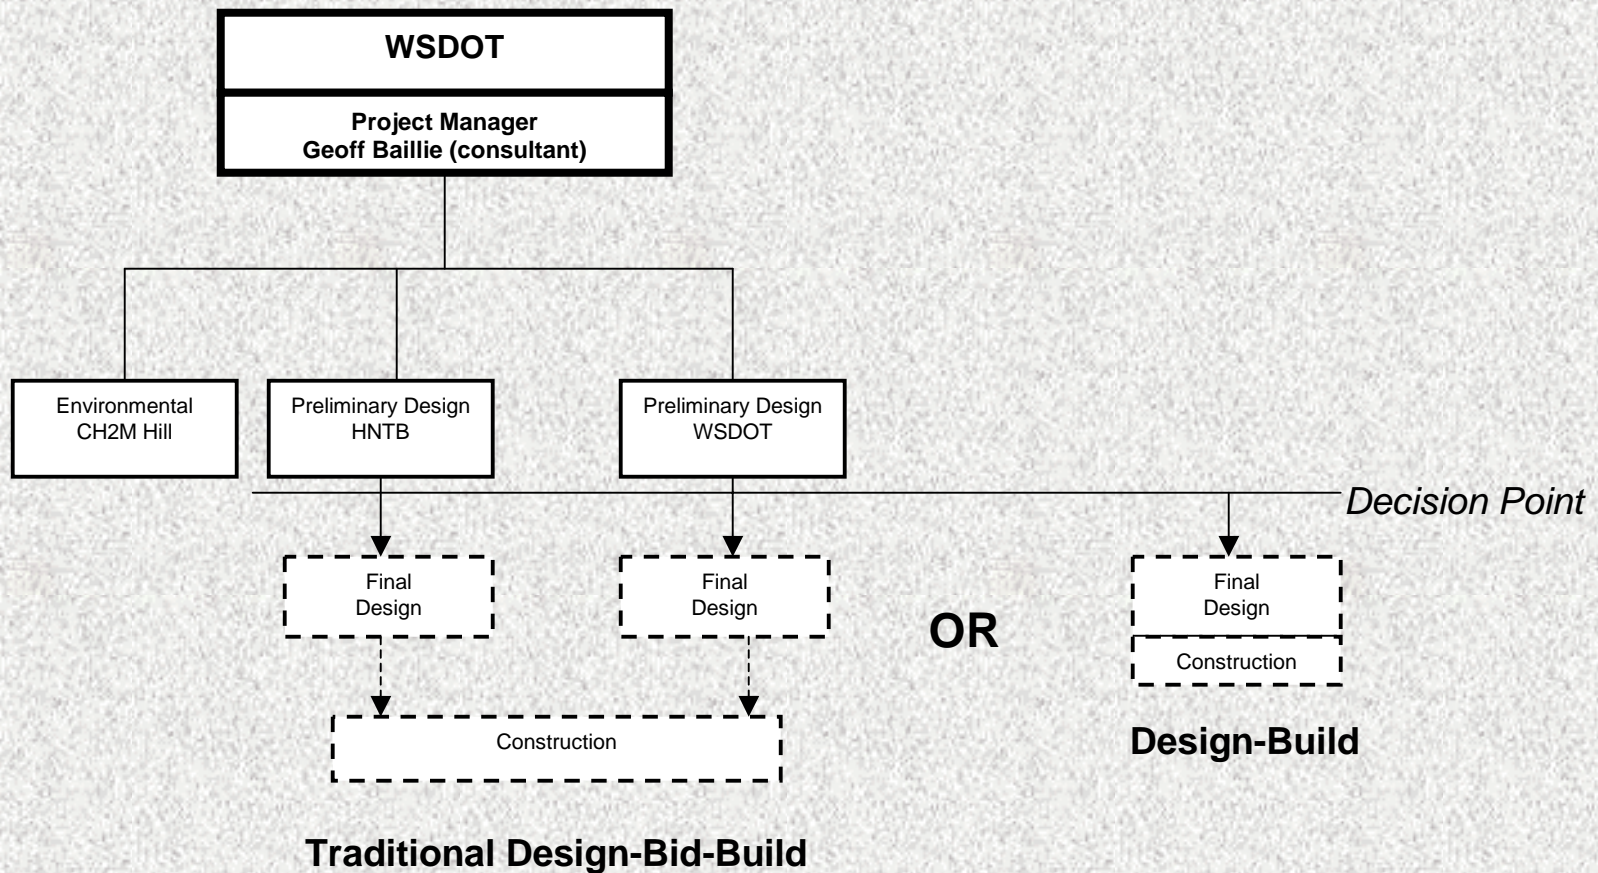 WSDOT
Project Manager
Geoff Baillie (consultant)
Environmental
CH2M Hill
Preliminary Design
HNTB
Preliminary Design
WSDOT
Decision Point
Final
Design
Final
Design
OR
Final
Design
Construction
Construction
Design-Build
Traditional Design-Bid-Build